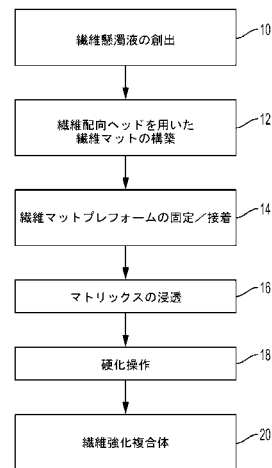 繊維懸濁液の創出
10
繊維配向ヘッドを用いた
繊維マットの構築
12
繊維マットプレフォームの固定/接着
14
マトリックスの浸透
16
硬化操作
18
繊維強化複合体
20